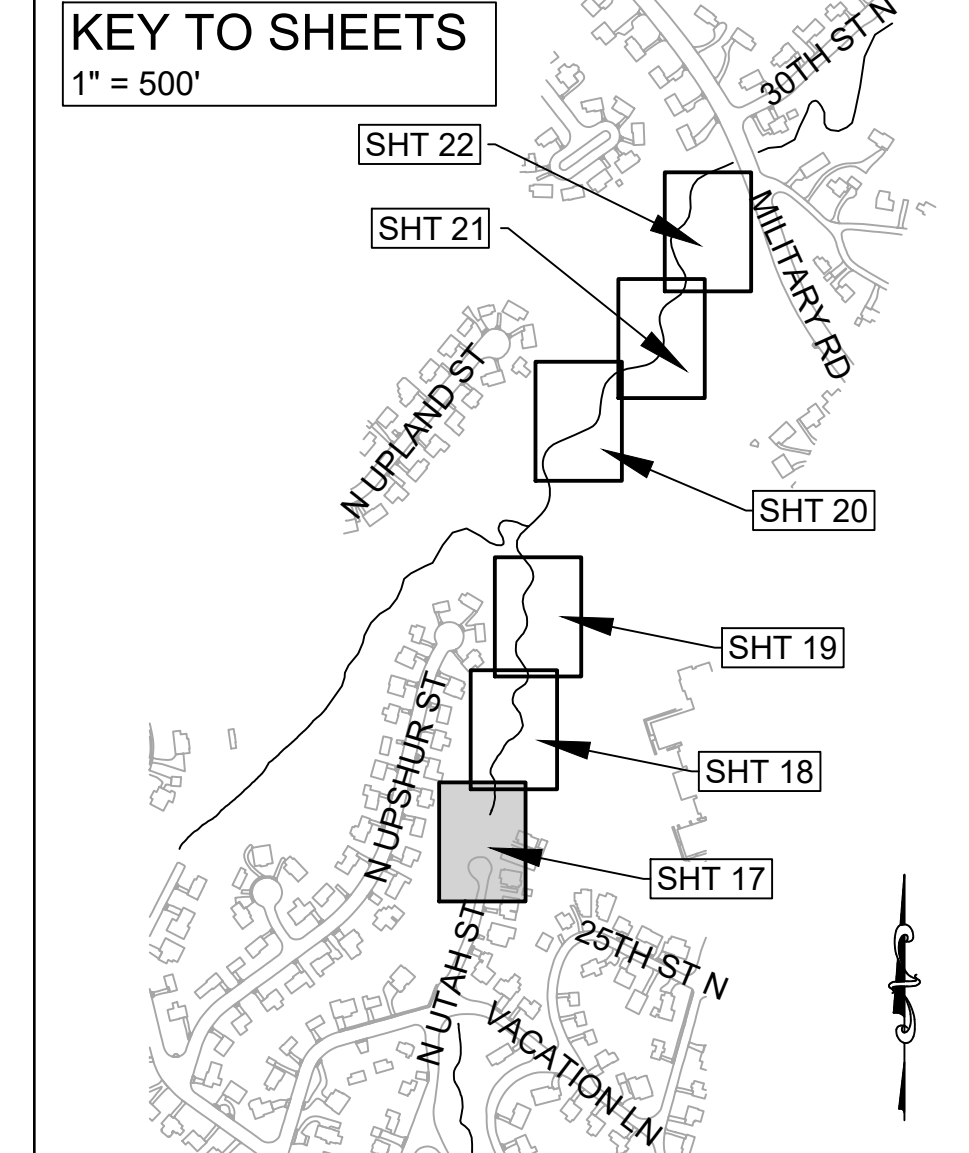 KEY TO SHEETS
1" = 500'
30TH ST N
SHT 22
SHT 21
MILITARY RD
N UPLAND ST
SHT 20
SHT 19
N UPSHUR ST
SHT 18
SHT 17
25TH ST N
N UTAH ST
VACATION LN